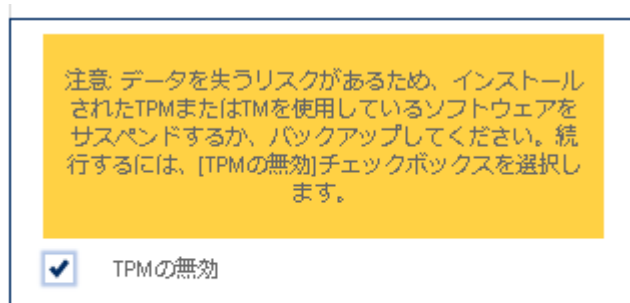 注意: データを失うリスクがあるため、インストール
されたTPMまたはTMを使用しているソフトウェアを
サスペンドするか、バックアップしてください。続
行するには、[TPMの無効]チェックボックスを選択し
ます。
TPMの無効